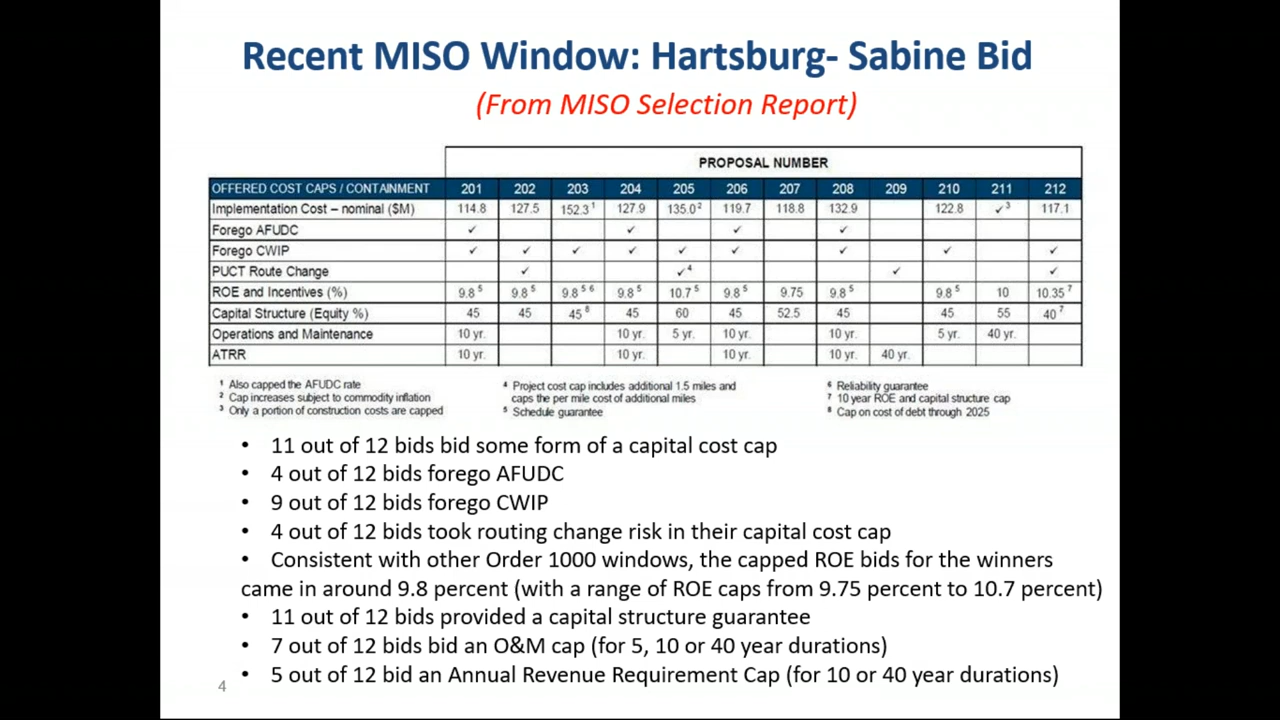 Recent MISO Window: Hartsburg- Sabine Bid
(From MISO Selection Report)
PROPOSAL NUMBER
OFFERED COST CAPS / CONTAINMENT 201 202 203 204 205 206 207 208 209 210 211 212
Implementation Cost – nominal ($M) 114.8 127.5 152.3¹ 127.9 135.0² 119.7 118.8 132.9 122.8 ✓³ 117.1
Forego AFUDC ✓ ✓ ✓ ✓
Forego CWIP ✓ ✓ ✓ ✓ ✓ ✓ ✓ ✓ ✓
PUCT Route Change ✓ ✓⁴ ✓ ✓
ROE and Incentives (%) 9.8⁵ 9.8⁵ 9.8⁵ ⁶ 9.8⁵ 10.7⁵ 9.8⁵ 9.75 9.8⁵ 9.8⁵ 10 10.35⁷
Capital Structure (Equity %) 45 45 45⁸ 45 60 45 52.5 45 45 55 40⁷
Operations and Maintenance 10 yr. 10 yr. 5 yr. 10 yr. 10 yr. 5 yr. 40 yr.
ATRR 10 yr. 10 yr. 10 yr. 10 yr. 40 yr.
¹ Also capped the AFUDC rate
² Cap increases subject to commodity inflation
³ Only a portion of construction costs are capped
⁴ Project cost cap includes additional 1.5 miles and
caps the per mile cost of additional miles
⁵ Schedule guarantee
⁶ Reliability guarantee
⁷ 10 year ROE and capital structure cap
⁸ Cap on cost of debt through 2025
• 11 out of 12 bids bid some form of a capital cost cap
• 4 out of 12 bids forego AFUDC
• 9 out of 12 bids forego CWIP
• 4 out of 12 bids took routing change risk in their capital cost cap
• Consistent with other Order 1000 windows, the capped ROE bids for the winners
came in around 9.8 percent (with a range of ROE caps from 9.75 percent to 10.7 percent)
• 11 out of 12 bids provided a capital structure guarantee
• 7 out of 12 bids bid an O&M cap (for 5, 10 or 40 year durations)
• 5 out of 12 bid an Annual Revenue Requirement Cap (for 10 or 40 year durations)
4